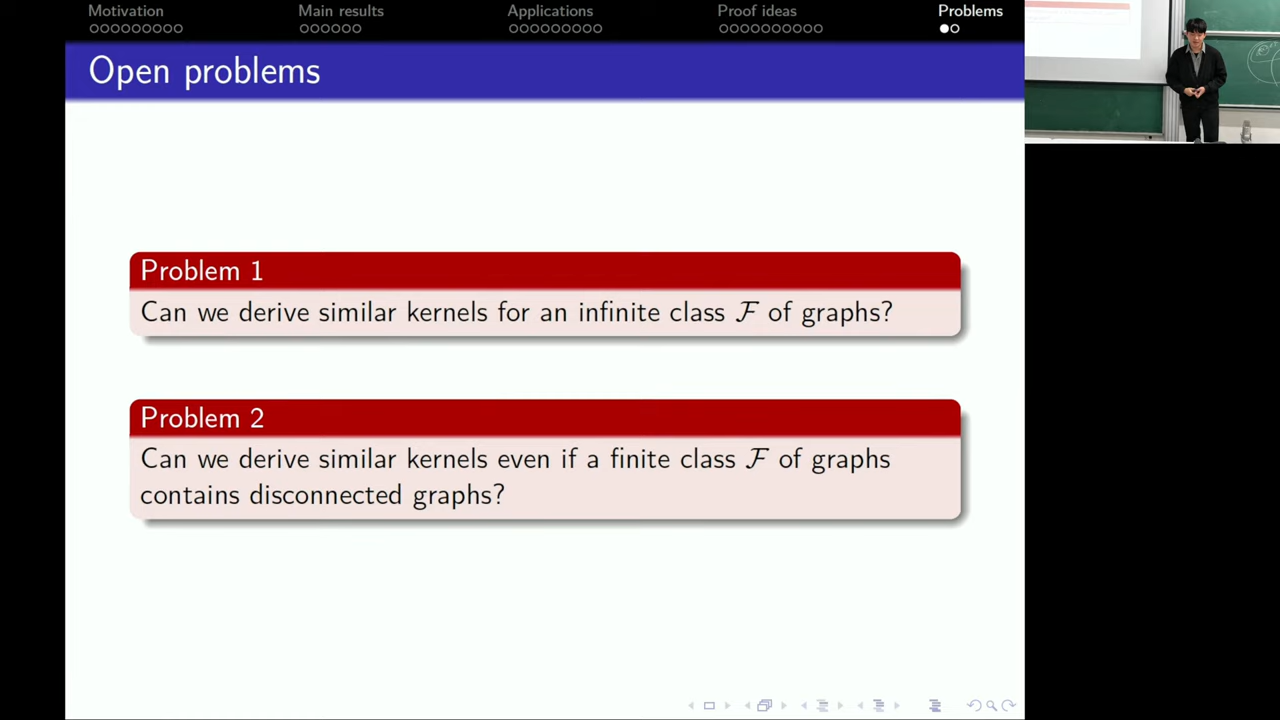 Motivation Main results Applications Proof ideas Problems
Open problems
Problem 1
Can we derive similar kernels for an infinite class ℱ of graphs?
Problem 2
Can we derive similar kernels even if a finite class ℱ of graphs
contains disconnected graphs?